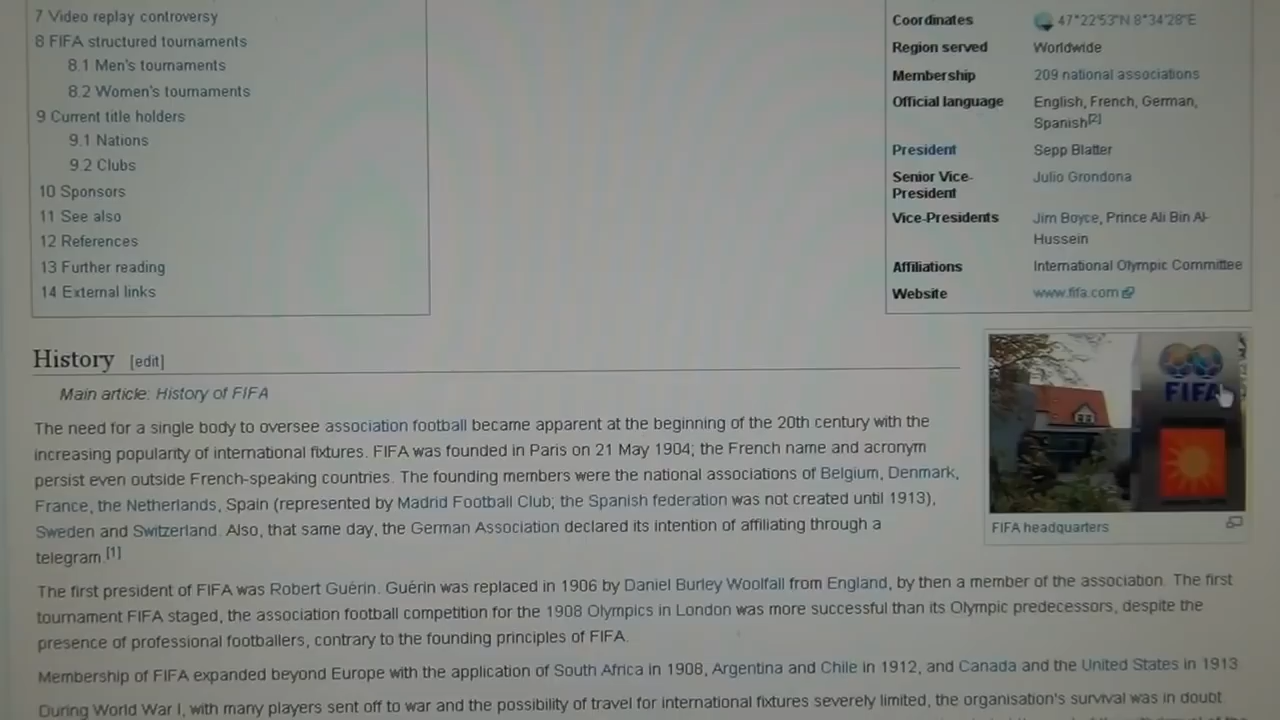 7 Video replay controversy
8 FIFA structured tournaments
8.1 Men's tournaments
8.2 Women's tournaments
9 Current title holders
9.1 Nations
9.2 Clubs
10 Sponsors
11 See also
12 References
13 Further reading
14 External links
Coordinates 47°22′53″N 8°34′28″E
Region served Worldwide
Membership 209 national associations
Official language English, French, German,
Spanish[2]
President Sepp Blatter
Senior Vice-
President Julio Grondona
Vice-Presidents Jim Boyce, Prince Ali Bin Al-
Hussein
Affiliations International Olympic Committee
Website www.fifa.com
FIFA
FIFA headquarters
History [edit]
Main article: History of FIFA
The need for a single body to oversee association football became apparent at the beginning of the 20th century with the
increasing popularity of international fixtures. FIFA was founded in Paris on 21 May 1904; the French name and acronym
persist even outside French-speaking countries. The founding members were the national associations of Belgium, Denmark,
France, the Netherlands, Spain (represented by Madrid Football Club; the Spanish federation was not created until 1913),
Sweden and Switzerland. Also, that same day, the German Association declared its intention of affiliating through a
telegram.[1]
The first president of FIFA was Robert Guérin. Guérin was replaced in 1906 by Daniel Burley Woolfall from England, by then a member of the association. The first
tournament FIFA staged, the association football competition for the 1908 Olympics in London was more successful than its Olympic predecessors, despite the
presence of professional footballers, contrary to the founding principles of FIFA.
Membership of FIFA expanded beyond Europe with the application of South Africa in 1908, Argentina and Chile in 1912, and Canada and the United States in 1913.
During World War I, with many players sent off to war and the possibility of travel for international fixtures severely limited, the organisation's survival was in doubt.